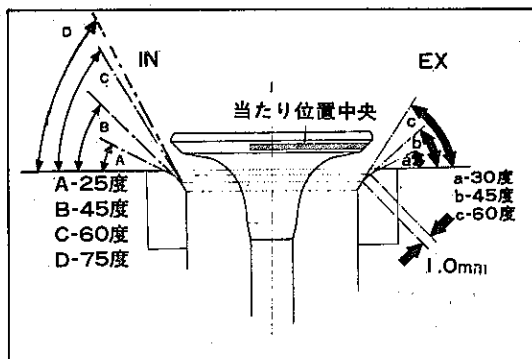 D
IN
C
B
A
A-25度
B-45度
C-60度
D-75度
当たり位置中央
EX
c
b
a
a-30度
b-45度
c-60度
1.0mm